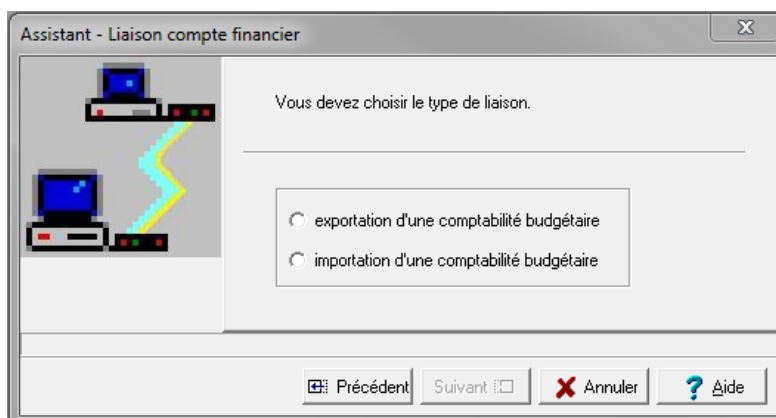 Assistant - Liaison compte financier
Vous devez choisir le type de liaison.
exportation d'une comptabilité budgétaire
importation d'une comptabilité budgétaire
Précédent Suivant Annuler ? Aide